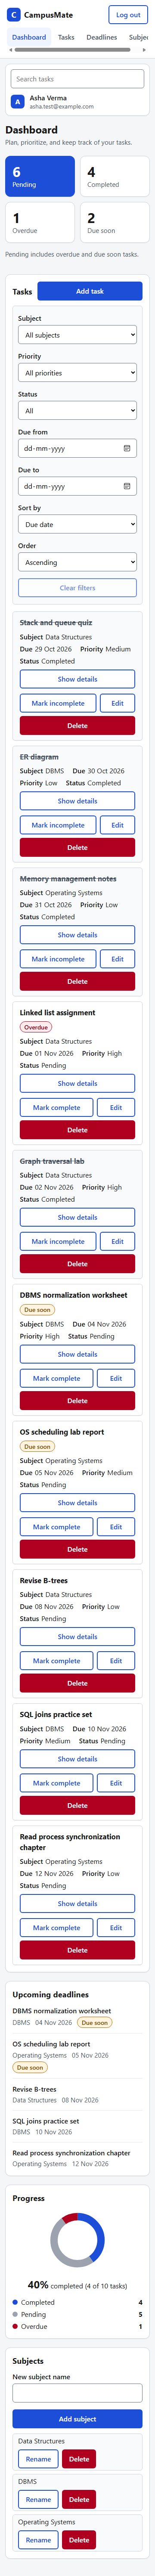 C CampusMate Log out
Dashboard Tasks Deadlines Subjec
Search tasks
A Asha Verma
asha.test@example.com
Dashboard
Plan, prioritize, and keep track of your tasks.
6 4
Pending Completed
1 2
Overdue Due soon
Pending includes overdue and due soon tasks.
Tasks Add task
Subject
All subjects
Priority
All priorities
Status
All
Due from
dd-mm-yyyy
Due to
dd-mm-yyyy
Sort by
Due date
Order
Ascending
Clear filters
Stack and queue quiz
Subject Data Structures
Due 29 Oct 2026 Priority Medium
Status Completed
Show details
Mark incomplete Edit
Delete
ER diagram
Subject DBMS Due 30 Oct 2026
Priority Low Status Completed
Show details
Mark incomplete Edit
Delete
Memory management notes
Subject Operating Systems
Due 31 Oct 2026 Priority Low
Status Completed
Show details
Mark incomplete Edit
Delete
Linked list assignment
Overdue
Subject Data Structures
Due 01 Nov 2026 Priority High
Status Pending
Show details
Mark complete Edit
Delete
Graph traversal lab
Subject Data Structures
Due 02 Nov 2026 Priority High
Status Completed
Show details
Mark incomplete Edit
Delete
DBMS normalization worksheet
Due soon
Subject DBMS Due 04 Nov 2026
Priority High Status Pending
Show details
Mark complete Edit
Delete
OS scheduling lab report
Due soon
Subject Operating Systems
Due 05 Nov 2026 Priority Medium
Status Pending
Show details
Mark complete Edit
Delete
Revise B-trees
Subject Data Structures
Due 08 Nov 2026 Priority Low
Status Pending
Show details
Mark complete Edit
Delete
SQL joins practice set
Subject DBMS Due 10 Nov 2026
Priority Medium Status Pending
Show details
Mark complete Edit
Delete
Read process synchronization
chapter
Subject Operating Systems
Due 12 Nov 2026 Priority Low
Status Pending
Show details
Mark complete Edit
Delete
Upcoming deadlines
DBMS normalization worksheet
DBMS 04 Nov 2026 Due soon
OS scheduling lab report
Operating Systems 05 Nov 2026
Due soon
Revise B-trees
Data Structures 08 Nov 2026
SQL joins practice set
DBMS 10 Nov 2026
Read process synchronization chapter
Operating Systems 12 Nov 2026
Progress
40% completed (4 of 10 tasks)
Completed 4
Pending 5
Overdue 1
Subjects
New subject name
Add subject
Data Structures
Rename Delete
DBMS
Rename Delete
Operating Systems
Rename Delete